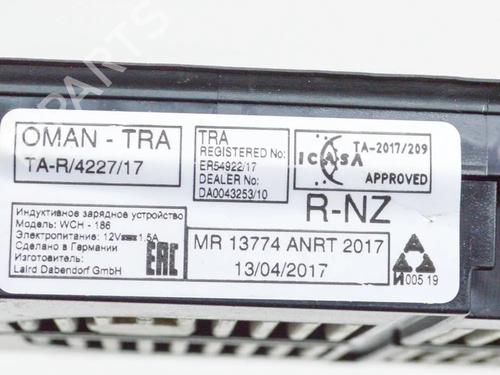 OMAN - TRA
TA-R/4227/17
TRA
REGISTERED No:
ER54922/17
DEALER No:
DA0043253/10
ICASA
TA-2017/209
APPROVED
R-NZ
Индуктивное зарядное устройство
Модель: WCH - 186
Электропитание: 12V 1.5A
Сделано в Германии
Laird Dabendorf GmbH
EAC
MR 13774 ANRT 2017
13/04/2017
И005 19